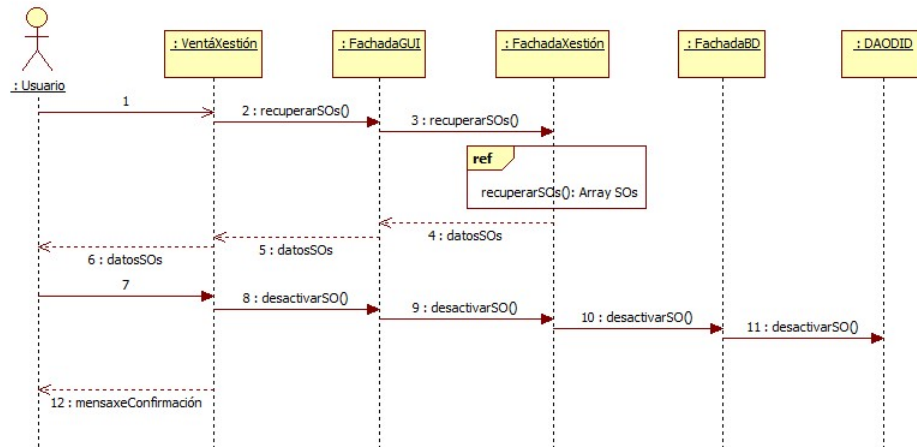 : VentáXestión
: FachadaGUI
: FachadaXestión
: FachadaBD
: DAODID
: Usuario
1
2 : recuperarSOs()
3 : recuperarSOs()
ref
recuperarSOs(): Array SOs
4 : datosSOs
5 : datosSOs
6 : datosSOs
7
8 : desactivarSO()
9 : desactivarSO()
10 : desactivarSO()
11 : desactivarSO()
12 : mensaxeConfirmación